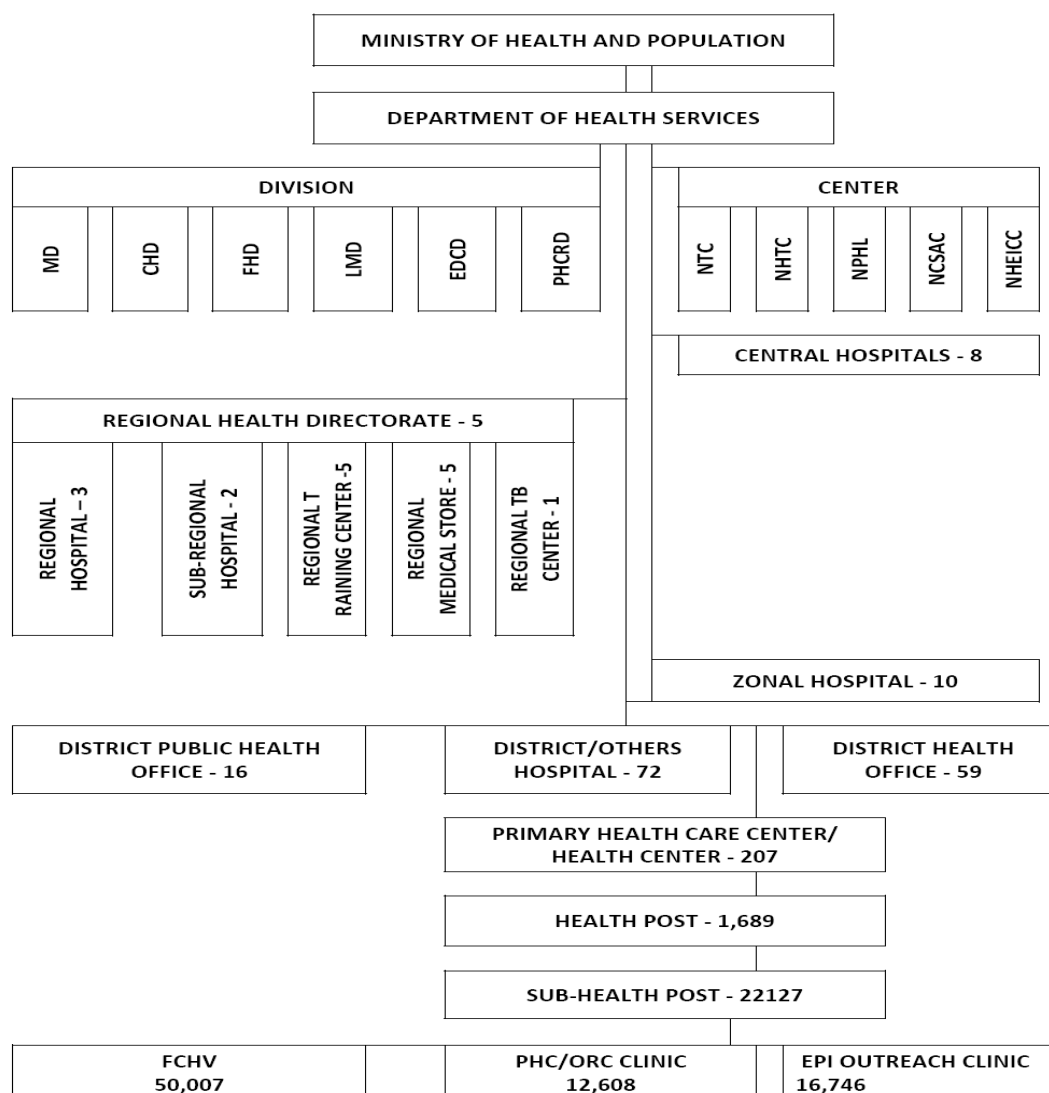 MINISTRY OF HEALTH AND POPULATION
DEPARTMENT OF HEALTH SERVICES
DIVISION
MD
CHD
FHD
LMD
EDCD
PHCRD
CENTER
NTC
NHTC
NPHL
NCSAC
NHEICC
CENTRAL HOSPITALS - 8
REGIONAL HEALTH DIRECTORATE - 5
REGIONAL
HOSPITAL – 3
SUB-REGIONAL
HOSPITAL - 2
REGIONAL T
RAINING CENTER -5
REGIONAL
MEDICAL STORE - 5
REGIONAL TB
CENTER - 1
ZONAL HOSPITAL - 10
DISTRICT PUBLIC HEALTH
OFFICE - 16
DISTRICT/OTHERS
HOSPITAL - 72
DISTRICT HEALTH
OFFICE - 59
PRIMARY HEALTH CARE CENTER/
HEALTH CENTER - 207
HEALTH POST - 1,689
SUB-HEALTH POST - 22127
FCHV
50,007
PHC/ORC CLINIC
12,608
EPI OUTREACH CLINIC
16,746